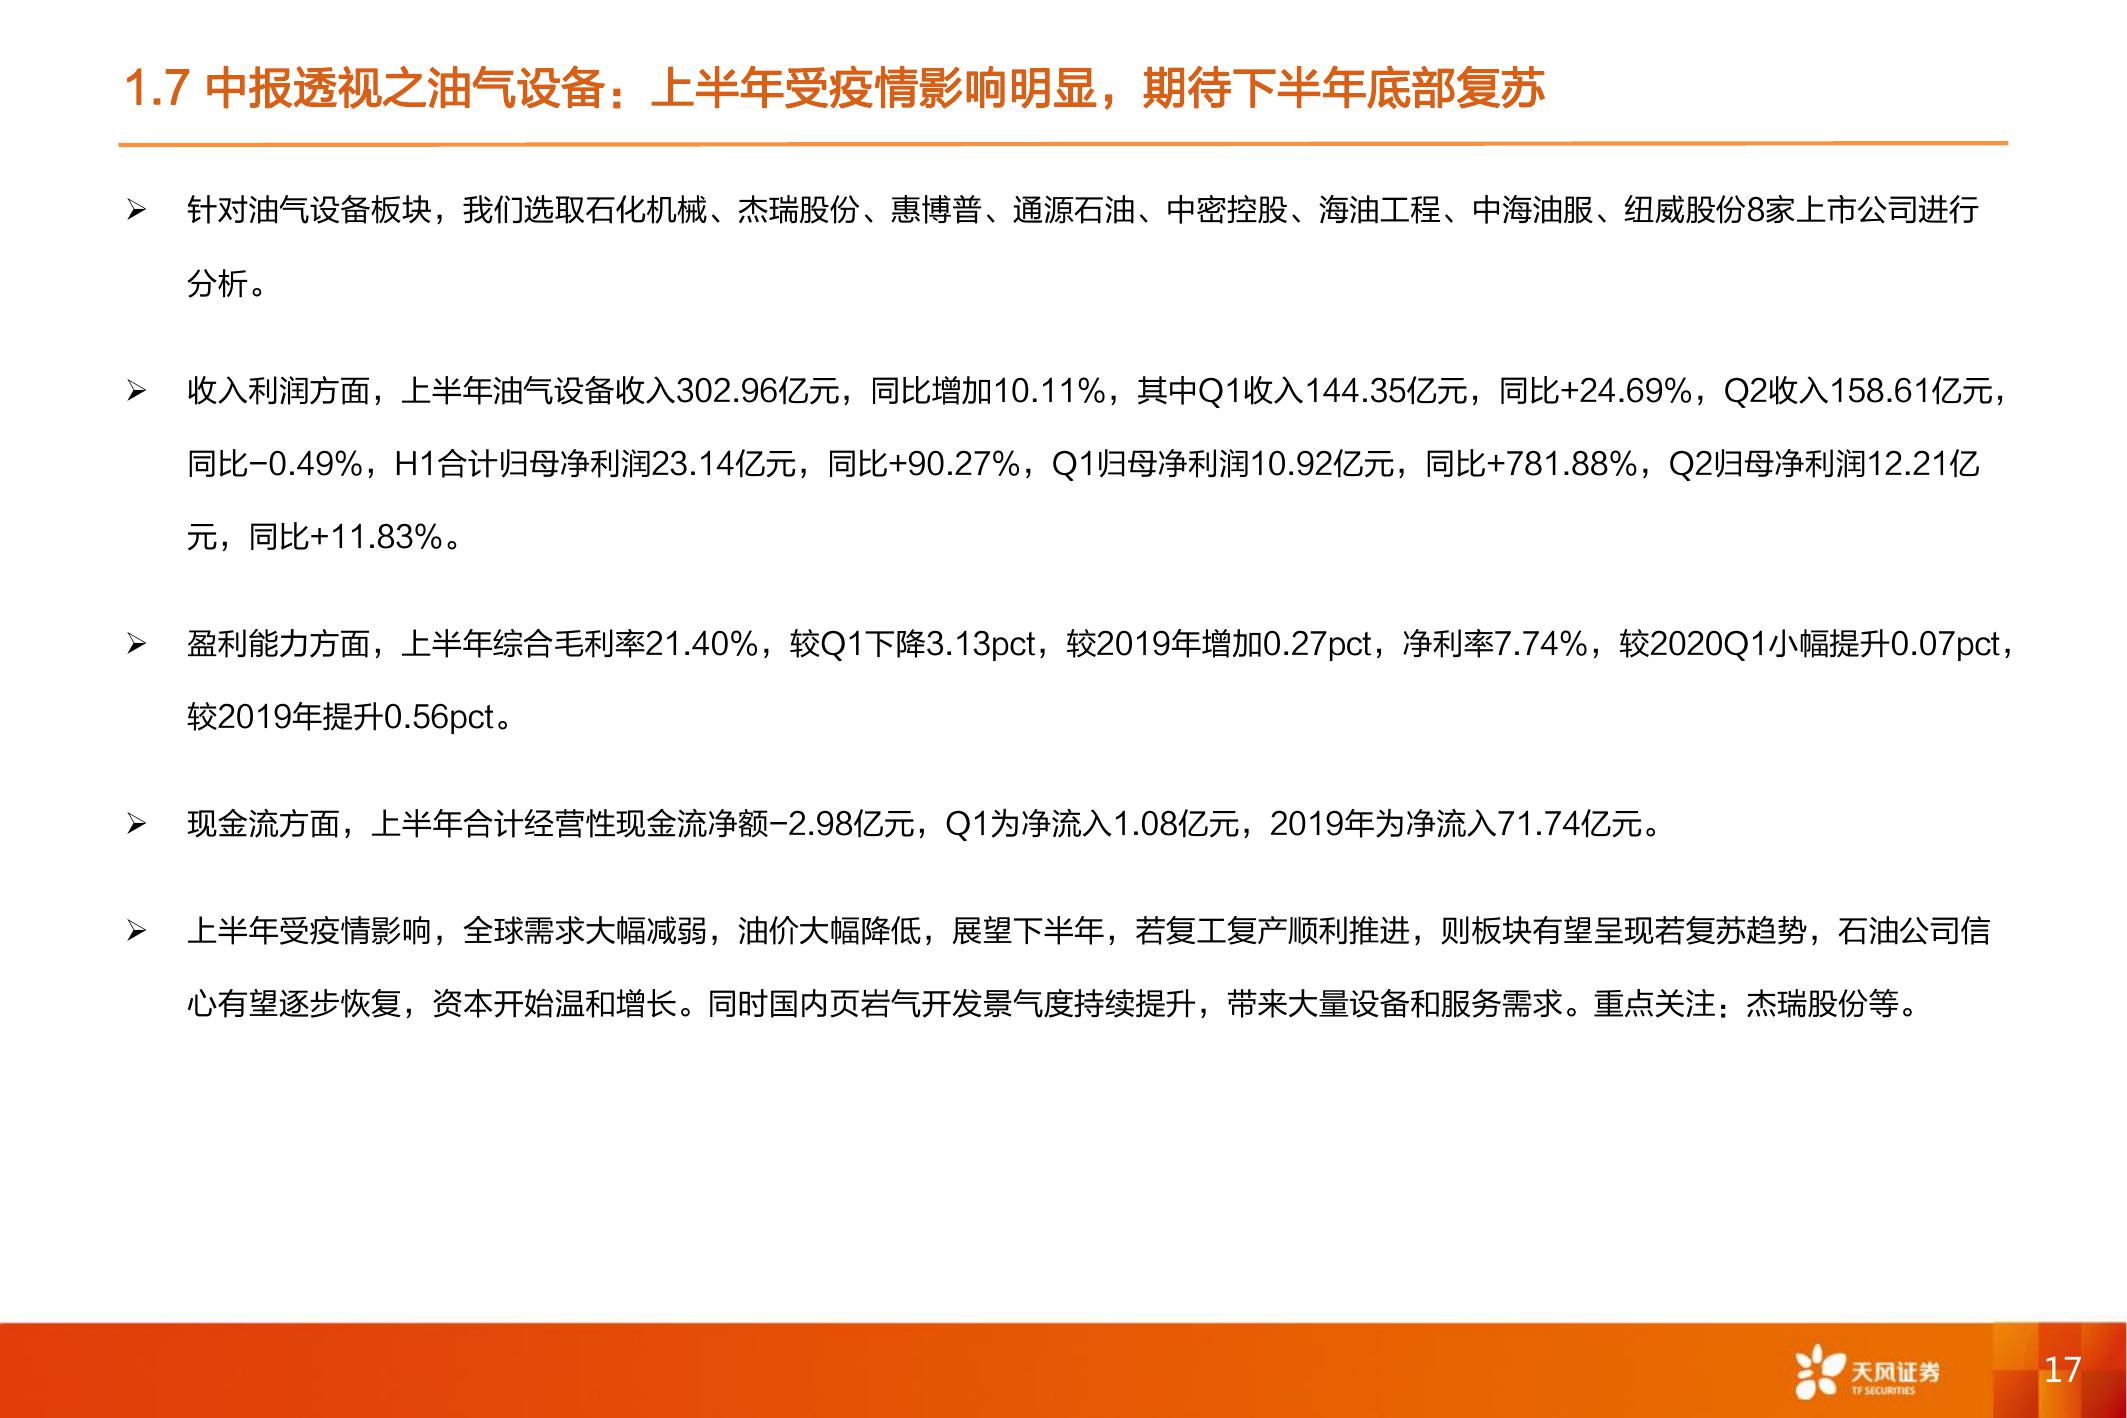 1.7 中报透视之油气设备：上半年受疫情影响明显，期待下半年底部复苏
➢ 针对油气设备板块，我们选取石化机械、杰瑞股份、惠博普、通源石油、中密控股、海油工程、中海油服、纽威股份8家上市公司进行
分析。
➢ 收入利润方面，上半年油气设备收入302.96亿元，同比增加10.11%，其中Q1收入144.35亿元，同比+24.69%，Q2收入158.61亿元，
同比-0.49%，H1合计归母净利润23.14亿元，同比+90.27%，Q1归母净利润10.92亿元，同比+781.88%，Q2归母净利润12.21亿
元，同比+11.83%。
➢ 盈利能力方面，上半年综合毛利率21.40%，较Q1下降3.13pct，较2019年增加0.27pct，净利率7.74%，较2020Q1小幅提升0.07pct，
较2019年提升0.56pct。
➢ 现金流方面，上半年合计经营性现金流净额-2.98亿元，Q1为净流入1.08亿元，2019年为净流入71.74亿元。
➢ 上半年受疫情影响，全球需求大幅减弱，油价大幅降低，展望下半年，若复工复产顺利推进，则板块有望呈现若复苏趋势，石油公司信
心有望逐步恢复，资本开始温和增长。同时国内页岩气开发景气度持续提升，带来大量设备和服务需求。重点关注：杰瑞股份等。
天风证券
TF SECURITIES
17